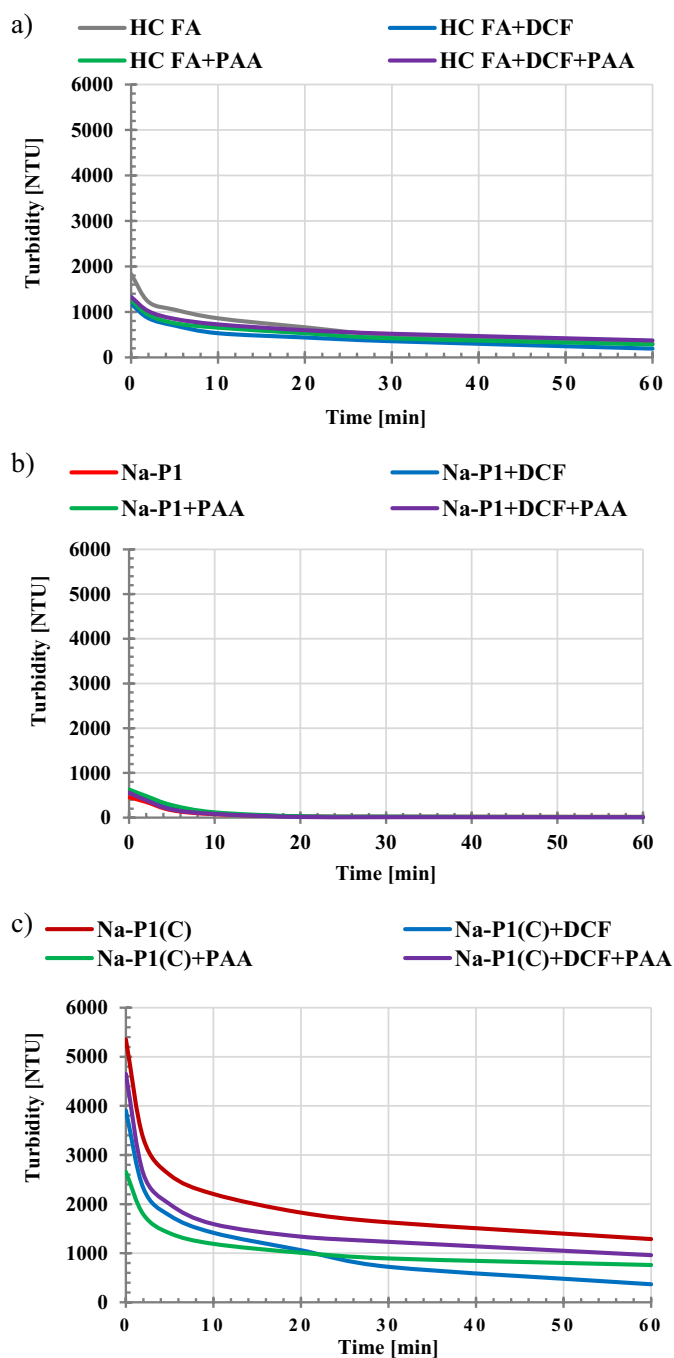 a)
HC FA HC FA+DCF
HC FA+PAA HC FA+DCF+PAA
6000
5000
4000
3000
2000
1000
0
Turbidity [NTU]
0 10 20 30 40 50 60
Time [min]
b)
Na-P1 Na-P1+DCF
Na-P1+PAA Na-P1+DCF+PAA
6000
5000
4000
3000
2000
1000
0
Turbidity [NTU]
0 10 20 30 40 50 60
Time [min]
c)
Na-P1(C) Na-P1(C)+DCF
Na-P1(C)+PAA Na-P1(C)+DCF+PAA
6000
5000
4000
3000
2000
1000
0
Turbidity [NTU]
0 10 20 30 40 50 60
Time [min]